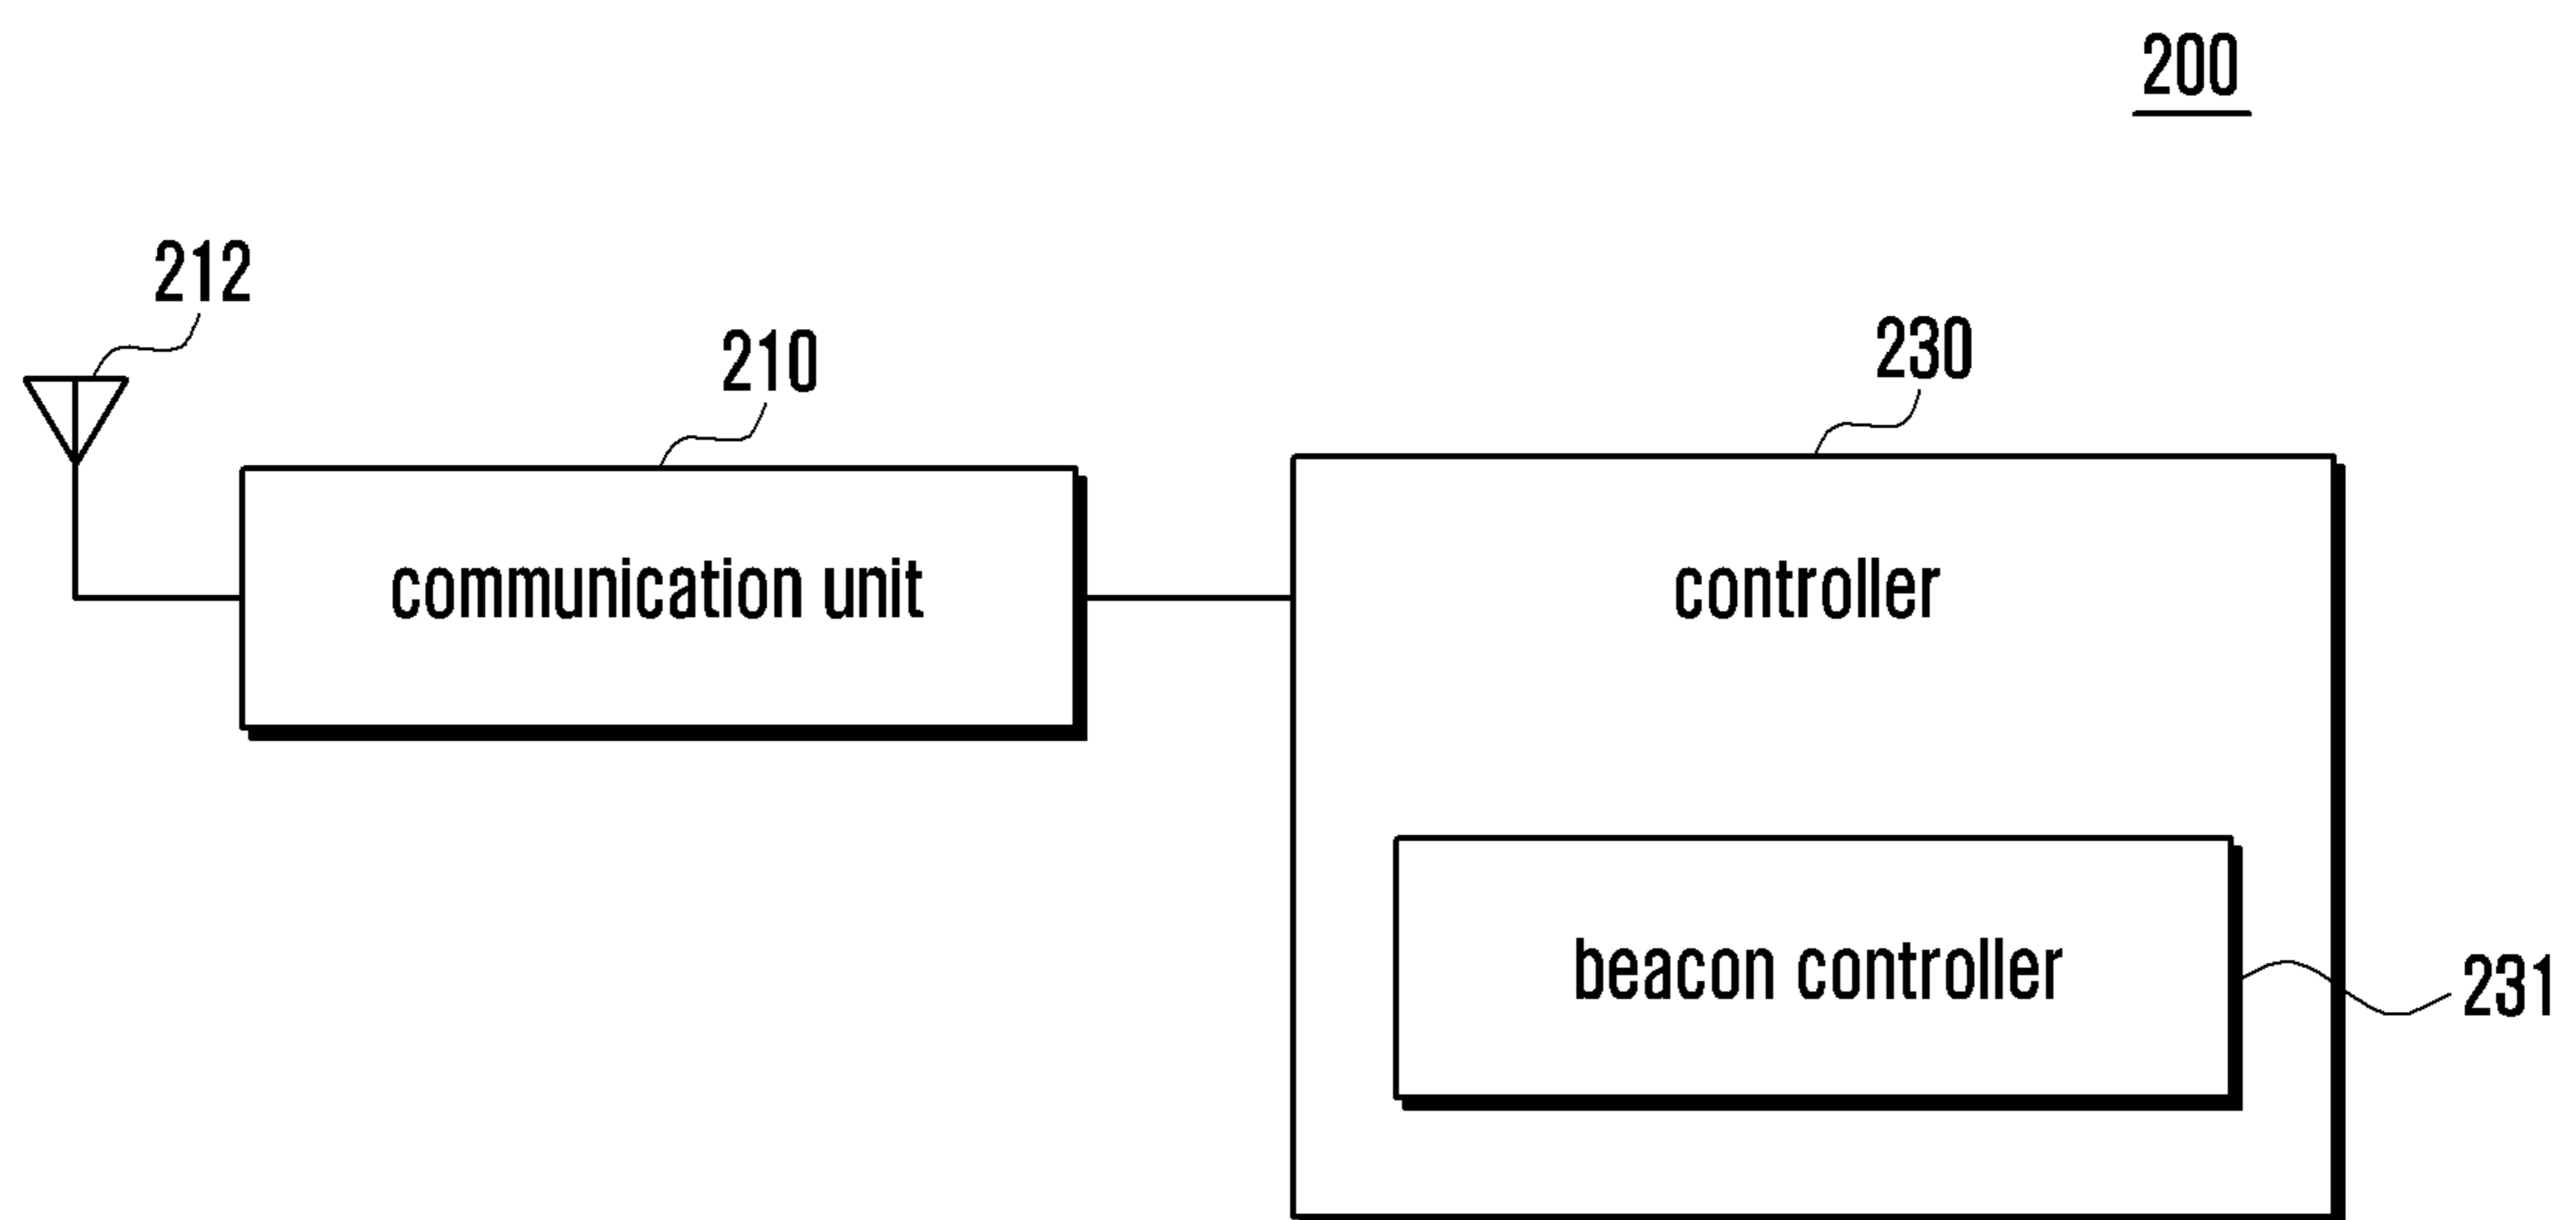 200
212
210
230
communication unit
controller
beacon controller
231